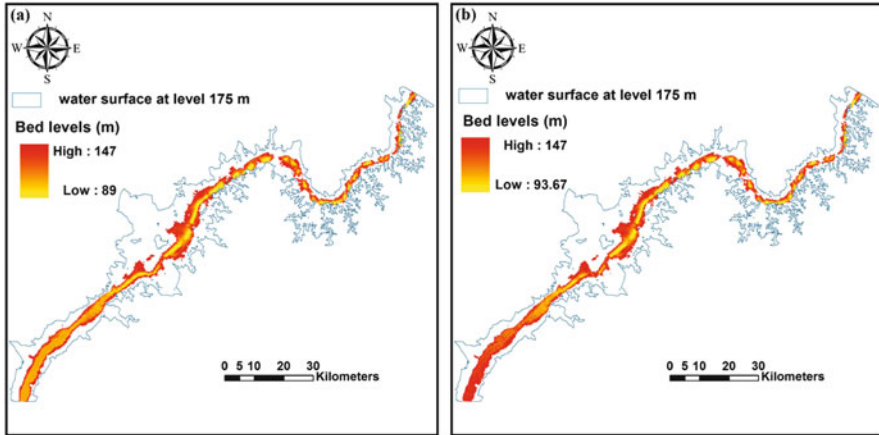 (a)
N
W E
S
water surface at level 175 m
Bed levels (m)
High : 147
Low : 89
0 5 10 20 30
Kilometers
(b)
N
W E
S
water surface at level 175 m
Bed levels (m)
High : 147
Low : 93.67
0 5 10 20 30
Kilometers